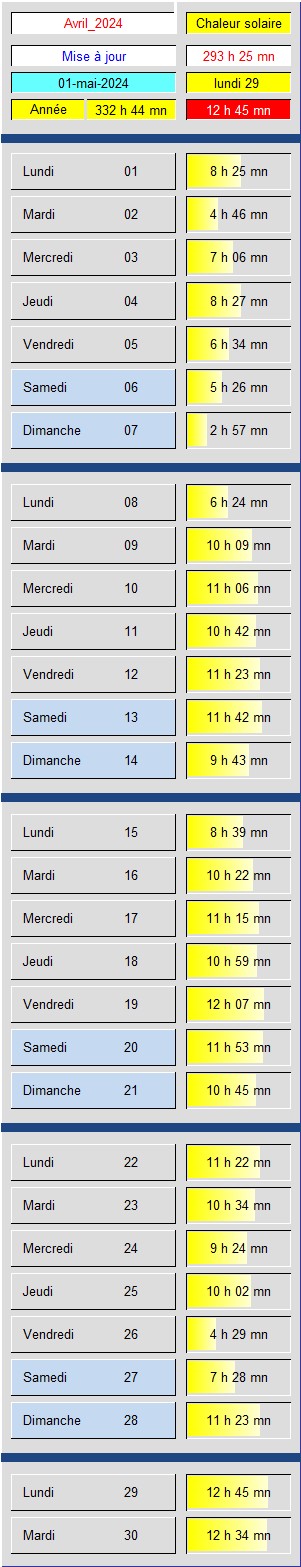 Avril_2024 Chaleur solaire
Mise à jour 293 h 25 mn
01-mai-2024 lundi 29
Année 332 h 44 mn 12 h 45 mn
Lundi 01 8 h 25 mn
Mardi 02 4 h 46 mn
Mercredi 03 7 h 06 mn
Jeudi 04 8 h 27 mn
Vendredi 05 6 h 34 mn
Samedi 06 5 h 26 mn
Dimanche 07 2 h 57 mn
Lundi 08 6 h 24 mn
Mardi 09 10 h 09 mn
Mercredi 10 11 h 06 mn
Jeudi 11 10 h 42 mn
Vendredi 12 11 h 23 mn
Samedi 13 11 h 42 mn
Dimanche 14 9 h 43 mn
Lundi 15 8 h 39 mn
Mardi 16 10 h 22 mn
Mercredi 17 11 h 15 mn
Jeudi 18 10 h 59 mn
Vendredi 19 12 h 07 mn
Samedi 20 11 h 53 mn
Dimanche 21 10 h 45 mn
Lundi 22 11 h 22 mn
Mardi 23 10 h 34 mn
Mercredi 24 9 h 24 mn
Jeudi 25 10 h 02 mn
Vendredi 26 4 h 29 mn
Samedi 27 7 h 28 mn
Dimanche 28 11 h 23 mn
Lundi 29 12 h 45 mn
Mardi 30 12 h 34 mn